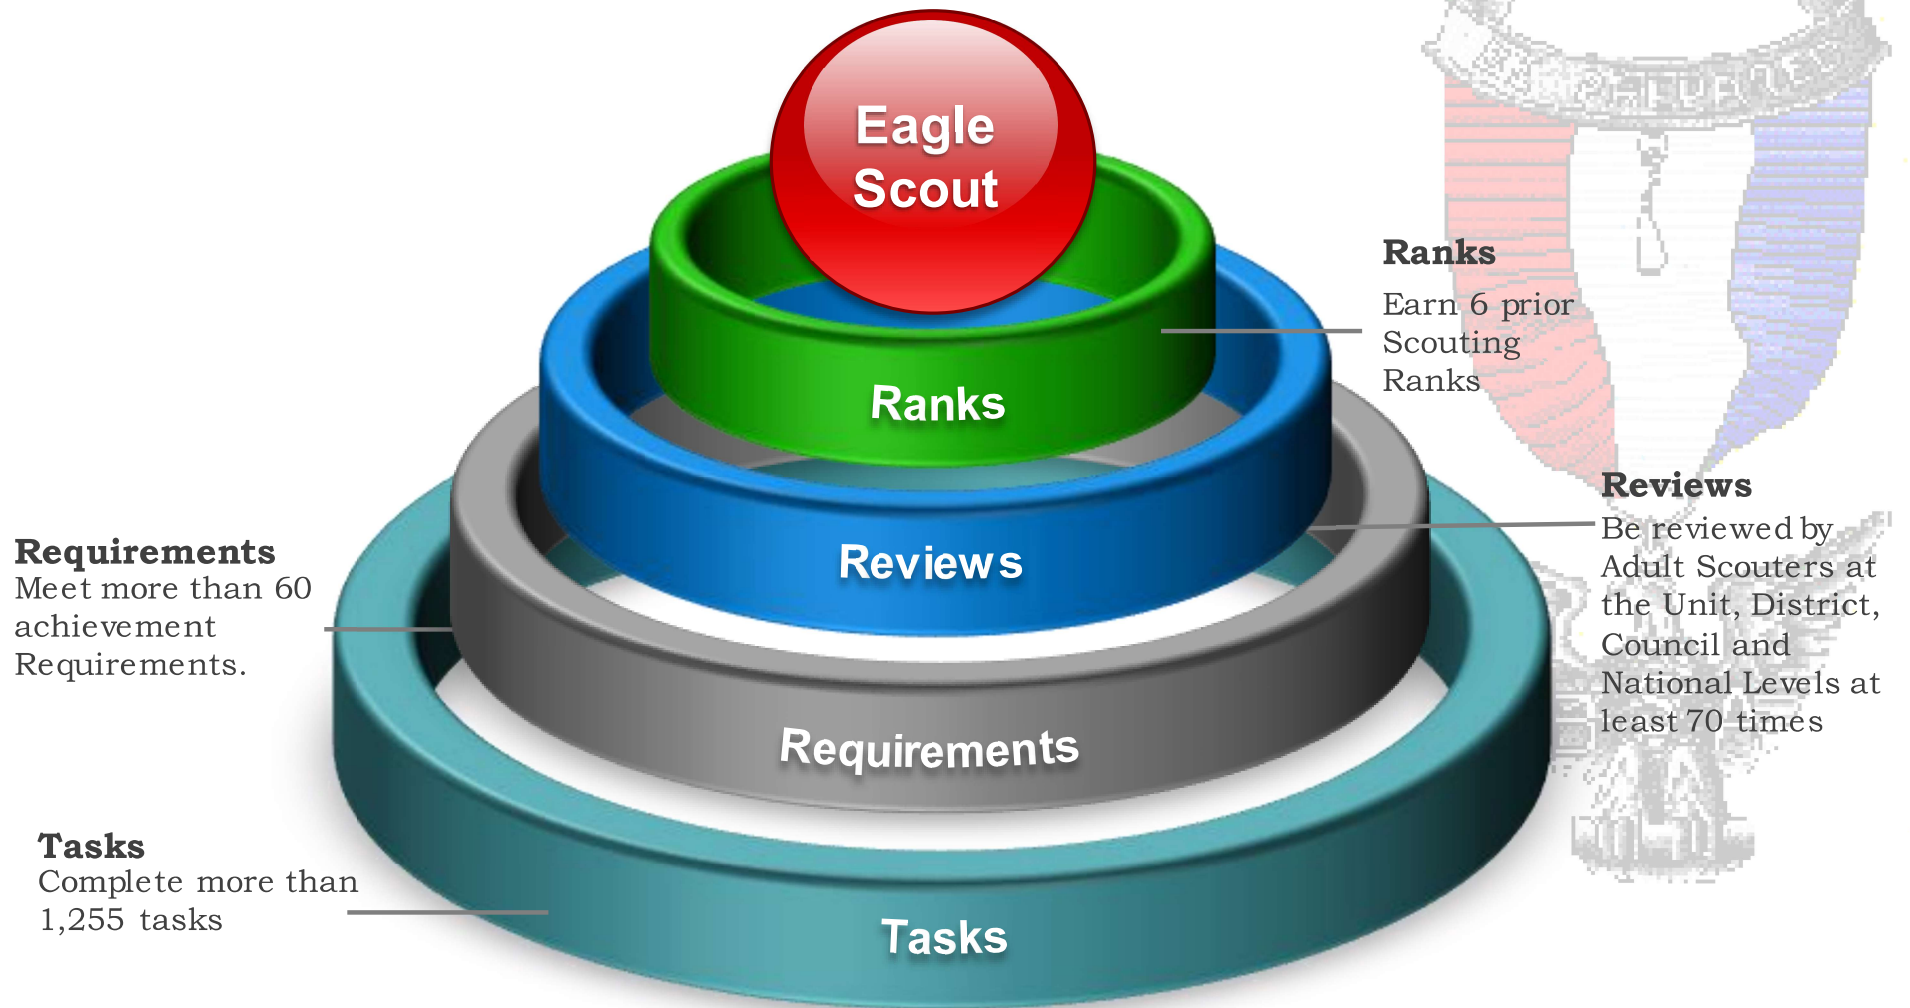 Eagle
Scout
Ranks
Reviews
Requirements
Tasks
Ranks
Earn 6 prior
Scouting
Ranks
Reviews
Be reviewed by
Adult Scouters at
the Unit, District,
Council and
National Levels at
least 70 times
Requirements
Meet more than 60
achievement
Requirements.
Tasks
Complete more than
1,255 tasks